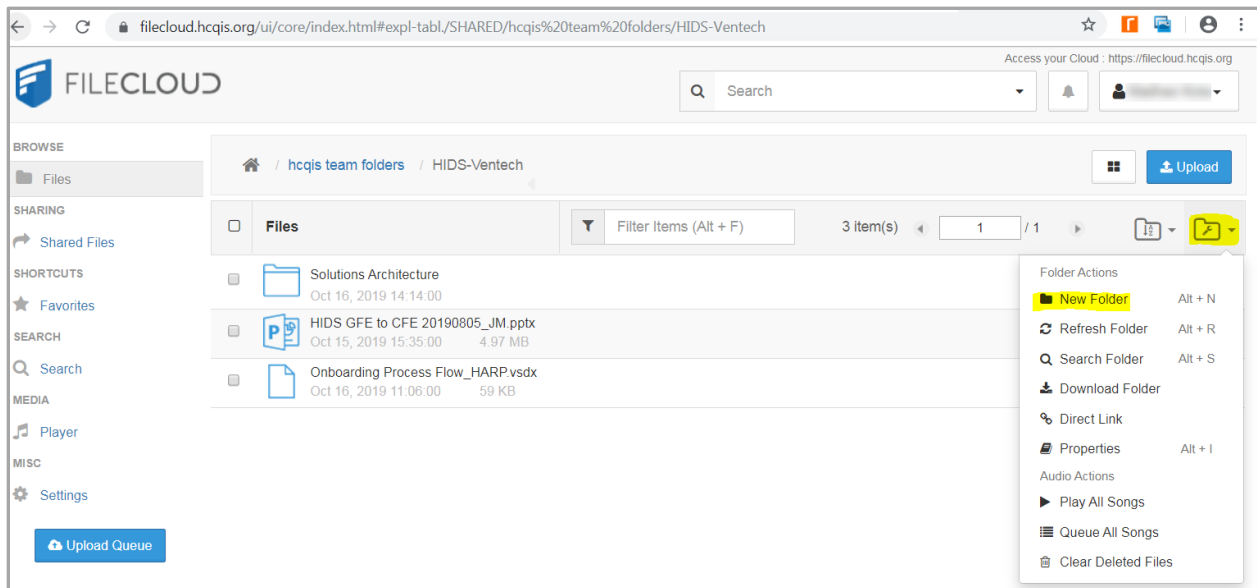 filecloud.hcqis.org/ui/core/index.html#expl-tabl./SHARED/hcqis%20team%20folders/HIDS-Ventech
Access your Cloud : https://filecloud.hcqis.org
FILECLOUD
Search
BROWSE
Files
SHARING
Shared Files
SHORTCUTS
Favorites
SEARCH
Search
MEDIA
Player
MISC
Settings
Upload Queue
/ hcqis team folders / HIDS-Ventech
Upload
Files
Filter Items (Alt + F)
3 item(s) 1 / 1
Solutions Architecture
Oct 16, 2019 14:14:00
HIDS GFE to CFE 20190805_JM.pptx
Oct 15, 2019 15:35:00 4.97 MB
Onboarding Process Flow_HARP.vsdx
Oct 16, 2019 11:06:00 59 KB
Folder Actions
New Folder Alt + N
Refresh Folder Alt + R
Search Folder Alt + S
Download Folder
Direct Link
Properties Alt + I
Audio Actions
Play All Songs
Queue All Songs
Clear Deleted Files